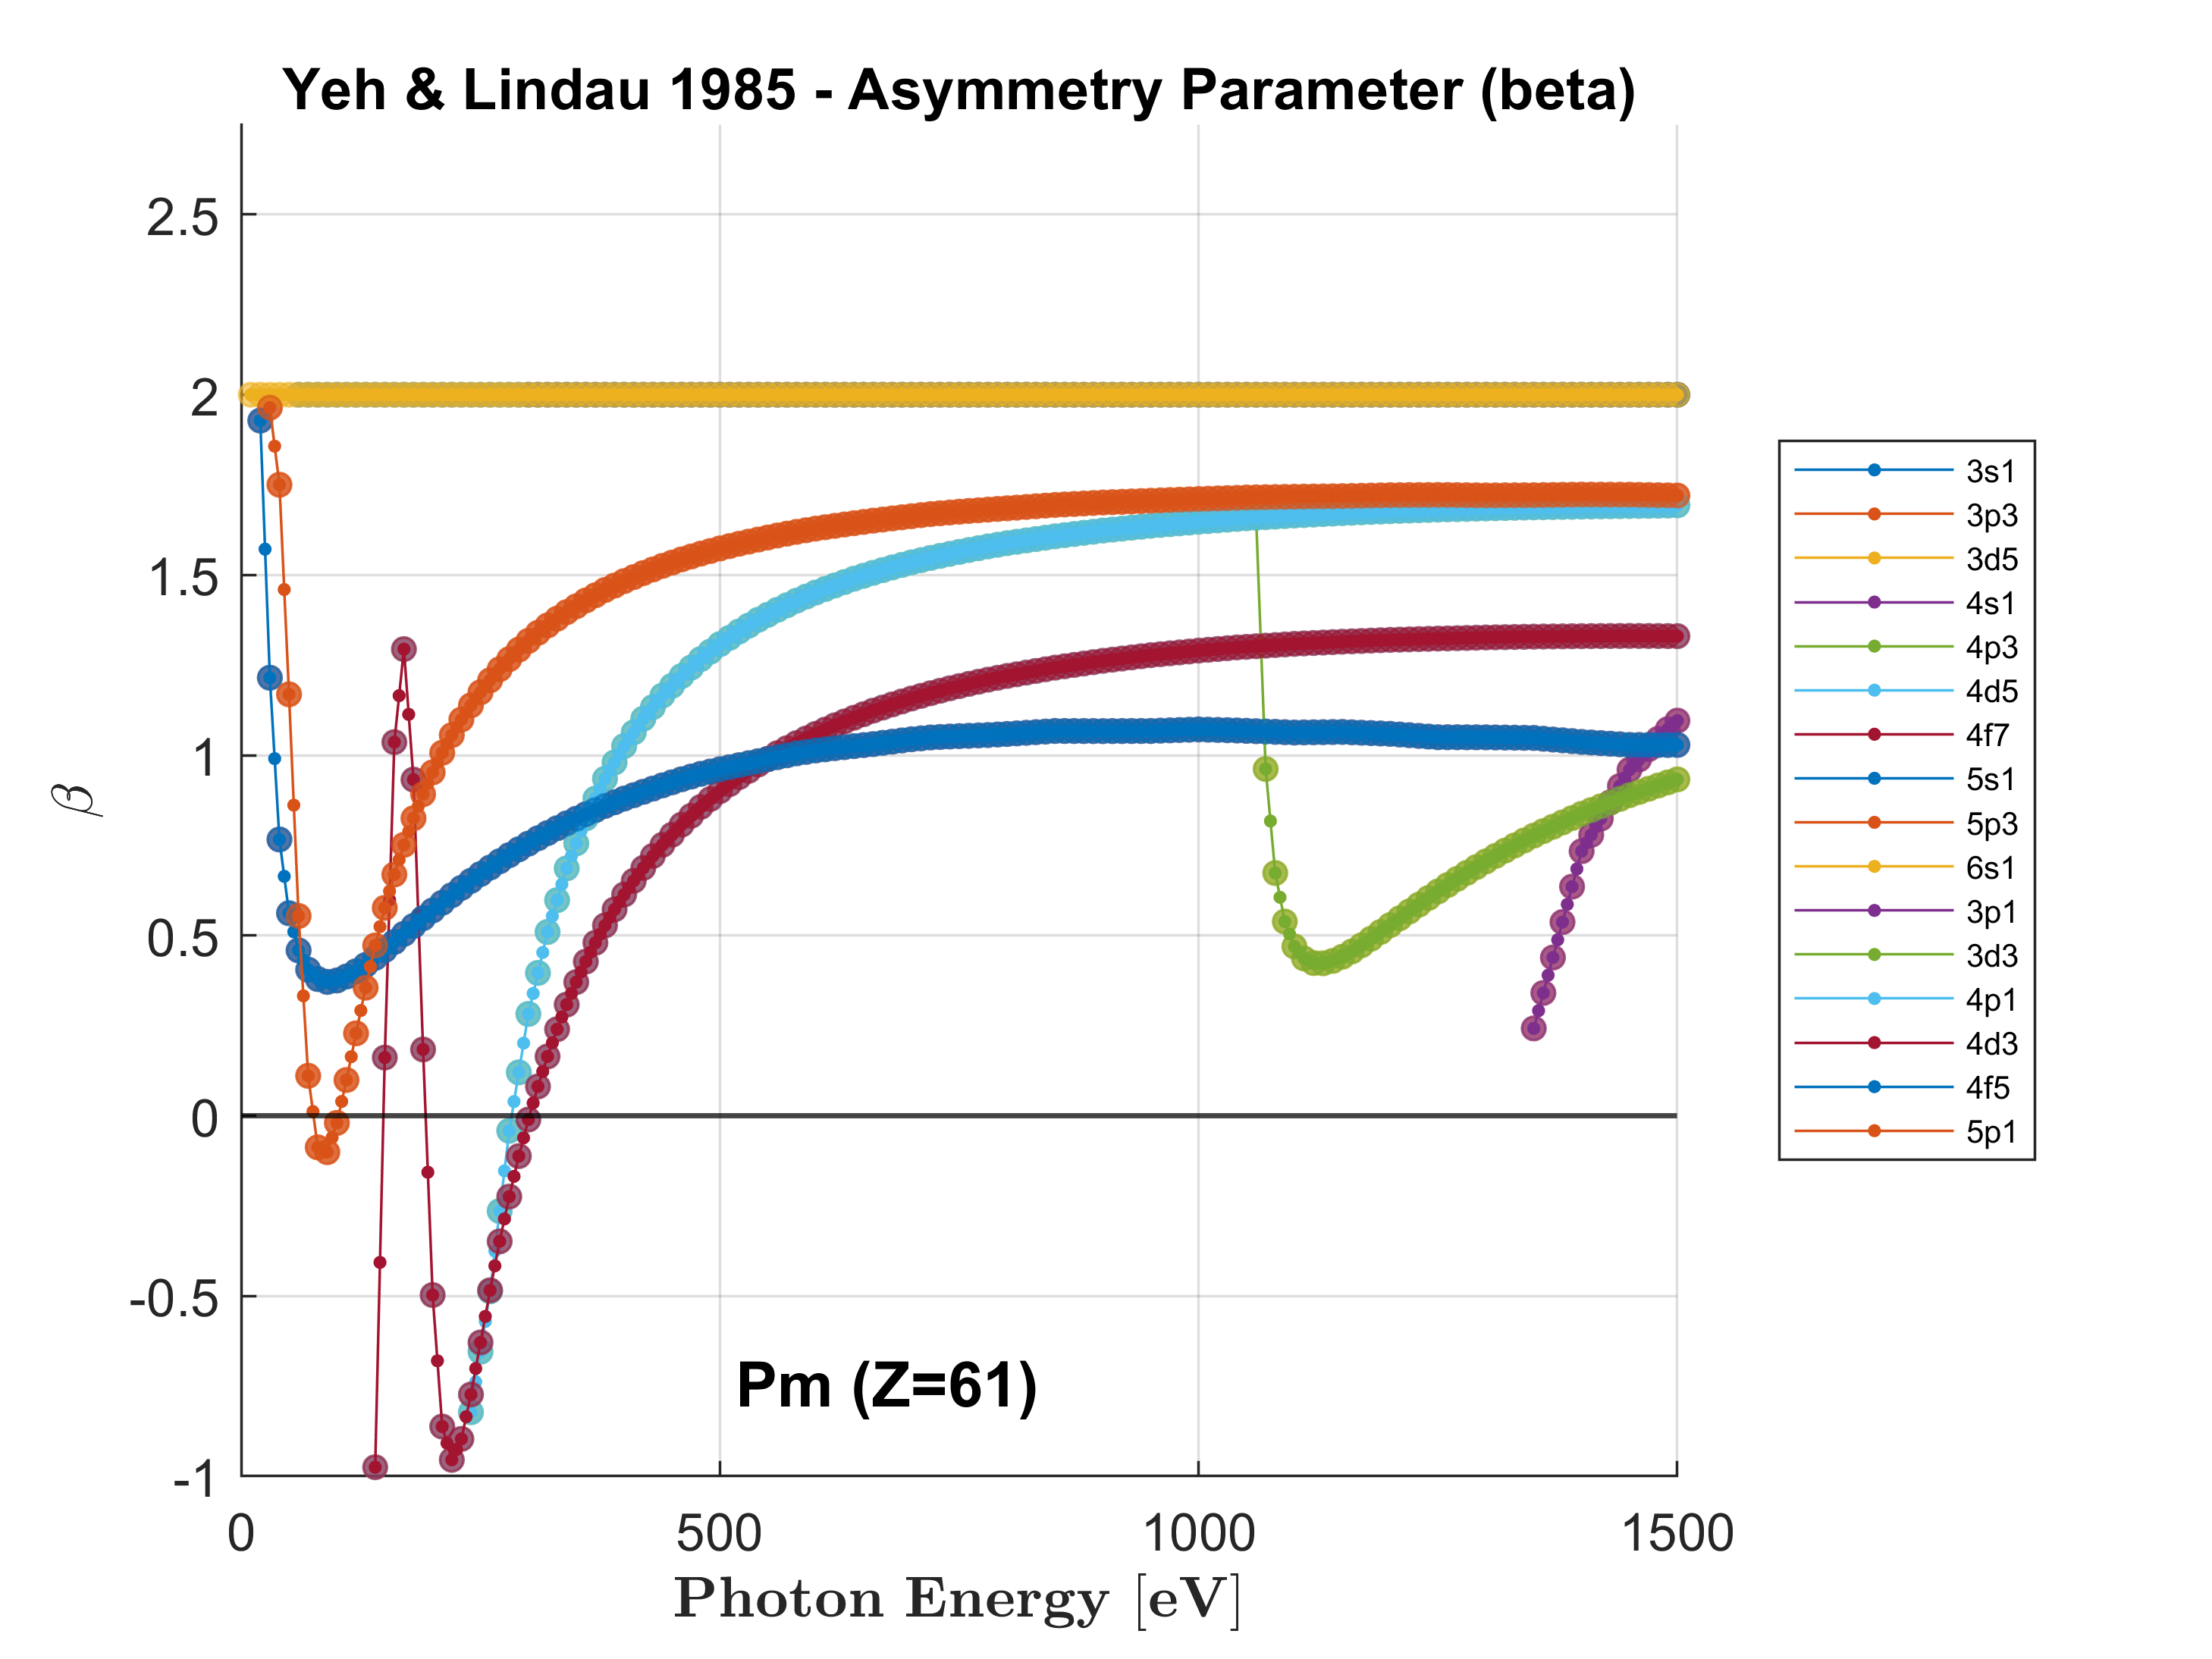 Yeh & Lindau 1985 - Asymmetry Parameter (beta)
2.5
2
1.5
1
0.5
0
-0.5
-1
β
0 500 1000 1500
Photon Energy [eV]
Pm (Z=61)
3s1
3p3
3d5
4s1
4p3
4d5
4f7
5s1
5p3
6s1
3p1
3d3
4p1
4d3
4f5
5p1